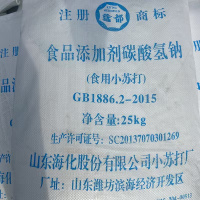 注册 商标
食品添加剂碳酸氢钠
(食用小苏打)
GB1886.2-2015
净含量:25kg
生产许可证号: SC20137070301269
山东海化股份有限公司小苏打厂
厂址: 山东潍坊滨海经济开发区